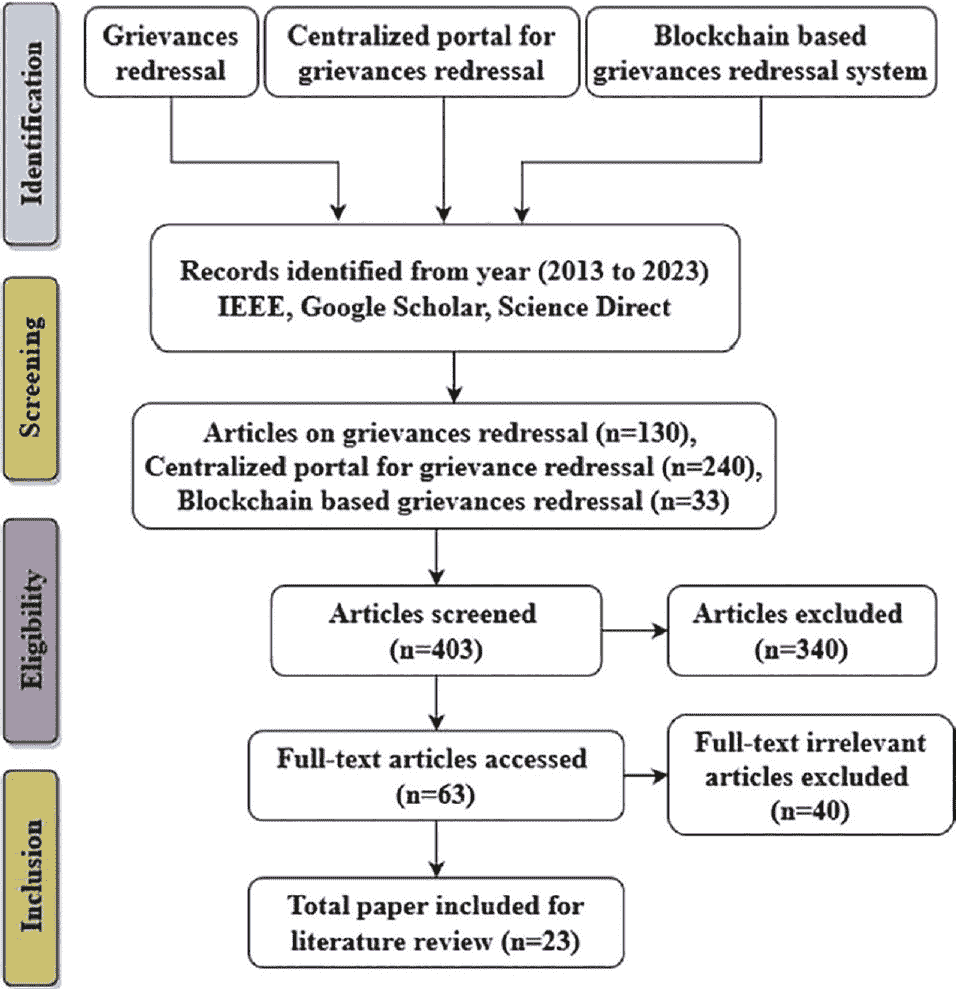 Identification
Grievances
redressal
Centralized portal for
grievances redressal
Blockchain based
grievances redressal system
Records identified from year (2013 to 2023)
IEEE, Google Scholar, Science Direct
Screening
Articles on grievances redressal (n=130),
Centralized portal for grievance redressal (n=240),
Blockchain based grievances redressal (n=33)
Eligibility
Articles screened
(n=403)
Articles excluded
(n=340)
Full-text articles accessed
(n=63)
Full-text irrelevant
articles excluded
(n=40)
Inclusion
Total paper included for
literature review (n=23)